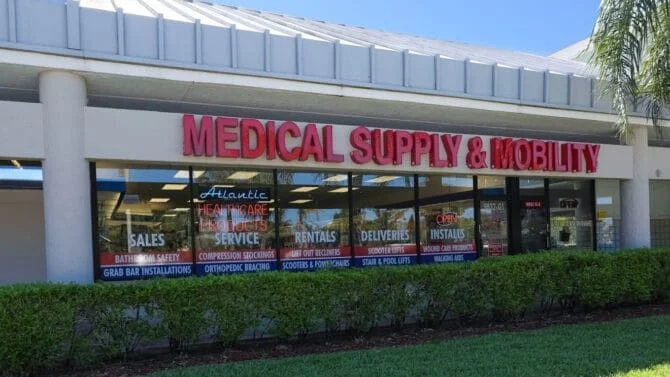 MEDICAL SUPPLY & MOBILITY
Atlantic
HEALTHCARE
PRODUCTS
SALES
BATHROOM SAFETY
GRAB BAR INSTALLATIONS
SERVICE
COMPRESSION STOCKINGS
ORTHOPEDIC BRACING
RENTALS
LIFT OUT RECLINERS
SCOOTERS & POWERCHAIRS
DELIVERIES
SCOOTER LIFTS
STAIR & POOL LIFTS
OPEN
INSTALLS
WOUND CARE PRODUCTS
WALKING AIDS
OPEN